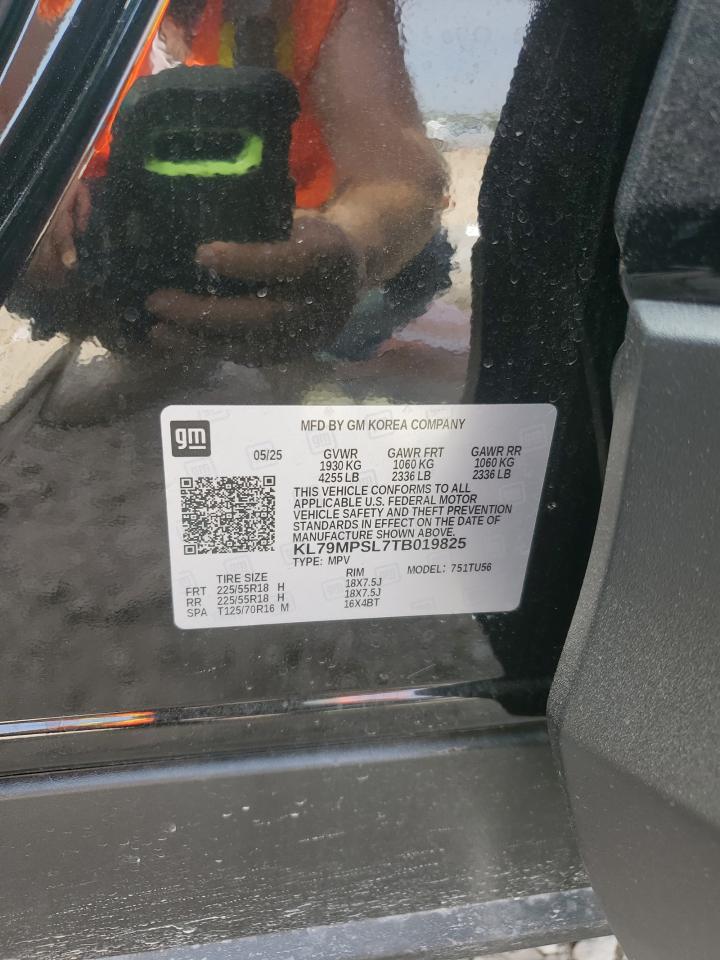 gm
MFD BY GM KOREA COMPANY
05/25 GVWR GAWR FRT GAWR RR
1930 KG 1060 KG 1060 KG
4255 LB 2336 LB 2336 LB
THIS VEHICLE CONFORMS TO ALL
APPLICABLE U.S. FEDERAL MOTOR
VEHICLE SAFETY AND THEFT PREVENTION
STANDARDS IN EFFECT ON THE DATE OF
MANUFACTURE SHOWN ABOVE.
KL79MPSL7TB019825
TYPE: MPV MODEL: 751TU56
TIRE SIZE RIM
FRT 225/55R18 H 18X7.5J
RR 225/55R18 H 18X7.5J
SPA T125/70R16 M 16X4BT